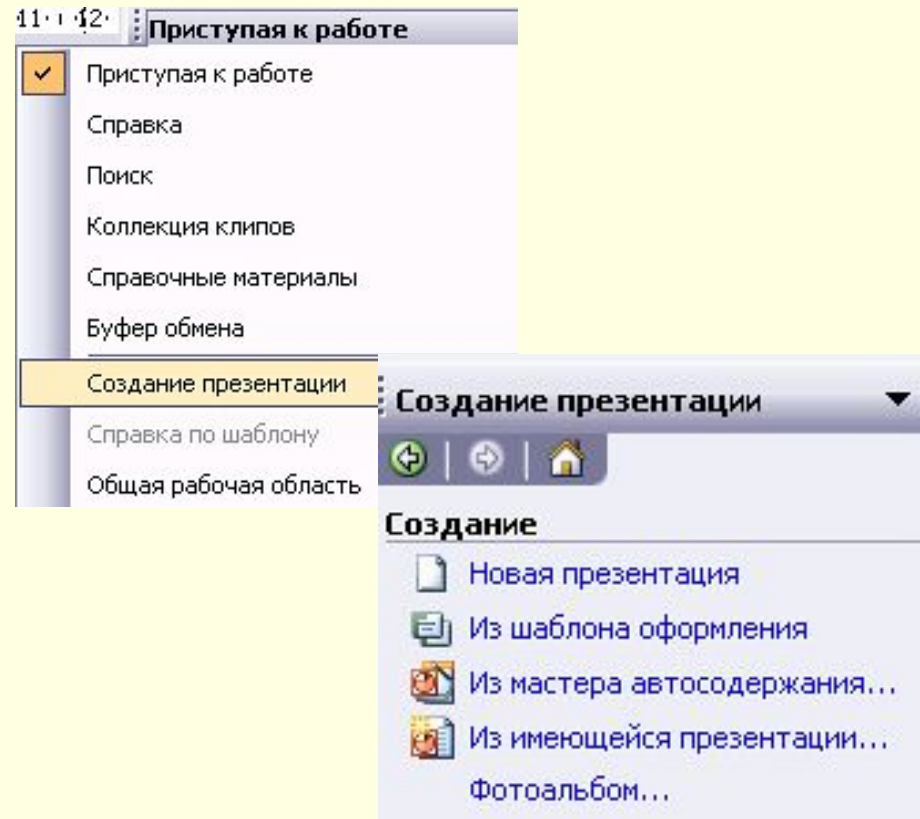 11 12
Приступая к работе
Приступая к работе
Справка
Поиск
Коллекция клипов
Справочные материалы
Буфер обмена
Создание презентации
Справка по шаблону
Общая рабочая область
Создание презентации
Создание
Новая презентация
Из шаблона оформления
Из мастера автосодержания...
Из имеющейся презентации...
Фотоальбом...